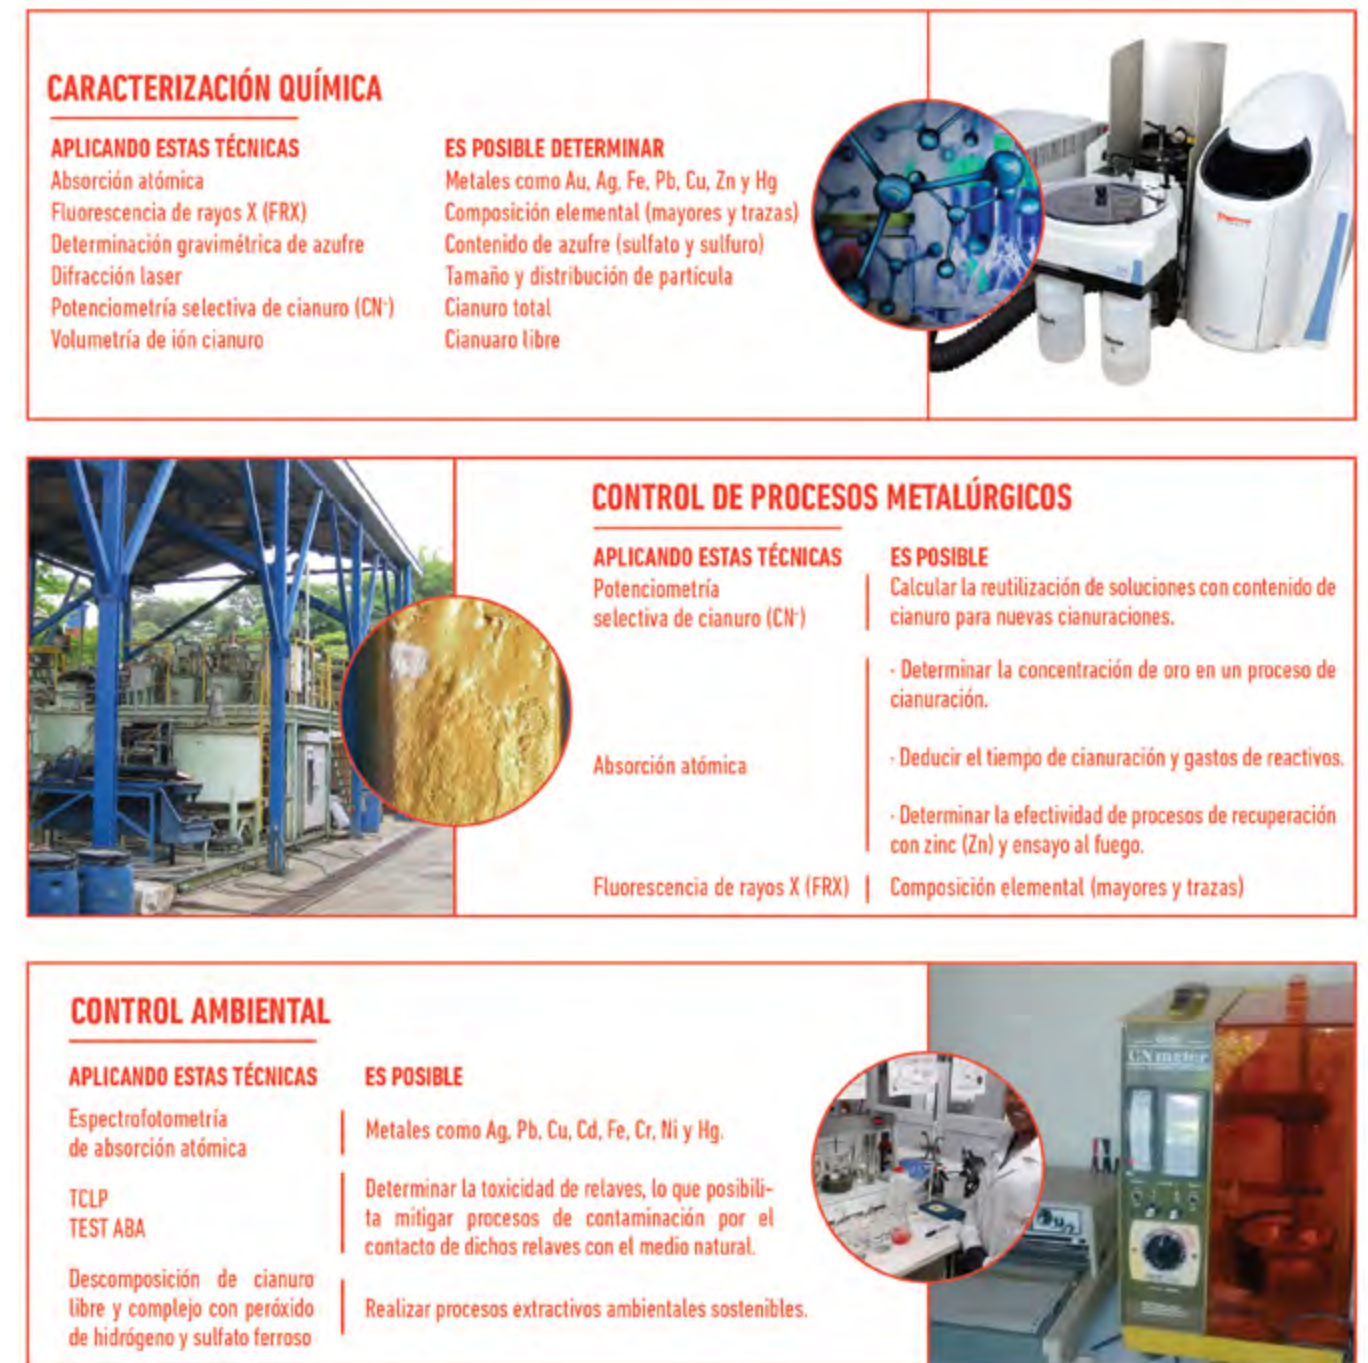 CARACTERIZACIÓN QUÍMICA
APLICANDO ESTAS TÉCNICAS
Absorción atómica
Fluorescencia de rayos X (FRX)
Determinación gravimétrica de azufre
Difracción laser
Potenciometría selectiva de cianuro (CN⁻)
Volumetría de ión cianuro
ES POSIBLE DETERMINAR
Metales como Au, Ag, Fe, Pb, Cu, Zn y Hg
Composición elemental (mayores y trazas)
Contenido de azufre (sulfato y sulfuro)
Tamaño y distribución de partícula
Cianuro total
Cianuaro libre
CONTROL DE PROCESOS METALÚRGICOS
APLICANDO ESTAS TÉCNICAS
ES POSIBLE
Potenciometría
selectiva de cianuro (CN⁻)
Calcular la reutilización de soluciones con contenido de
cianuro para nuevas cianuraciones.
Absorción atómica
· Determinar la concentración de oro en un proceso de
cianuración.
· Deducir el tiempo de cianuración y gastos de reactivos.
· Determinar la efectividad de procesos de recuperación
con zinc (Zn) y ensayo al fuego.
Fluorescencia de rayos X (FRX)
Composición elemental (mayores y trazas)
CONTROL AMBIENTAL
APLICANDO ESTAS TÉCNICAS
ES POSIBLE
Espectrofotometría
de absorción atómica
Metales como Ag, Pb, Cu, Cd, Fe, Cr, Ni y Hg.
TCLP
TEST ABA
Determinar la toxicidad de relaves, lo que posibili-
ta mitigar procesos de contaminación por el
contacto de dichos relaves con el medio natural.
Descomposición de cianuro
libre y complejo con peróxido
de hidrógeno y sulfato ferroso
Realizar procesos extractivos ambientales sostenibles.
CN meter